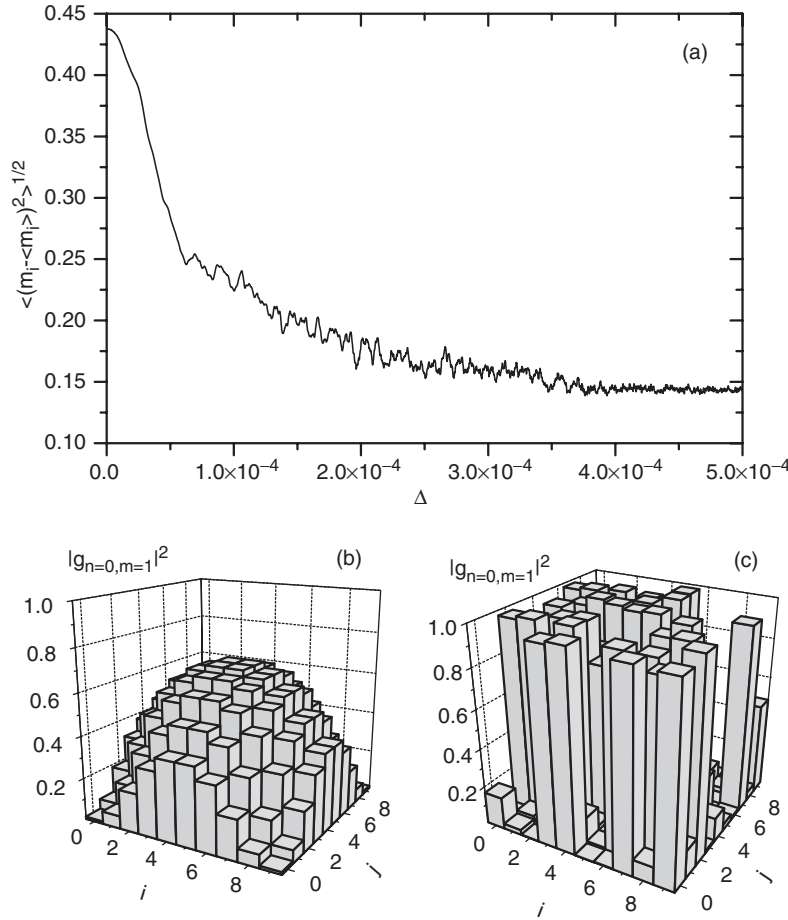 0.45
(a)
0.40
0.35
0.30
0.25
0.20
0.15
0.10
<(m_i-<m_i>)^2>^1/2
0.0 1.0×10^-4 2.0×10^-4 3.0×10^-4 4.0×10^-4 5.0×10^-4
Δ
|g_n=0,m=1|^2 (b)
1.0
0.8
0.6
0.4
0.2
0 2 4 6 8
i
0 2 4 6 8
j
|g_n=0,m=1|^2 (c)
1.0
0.8
0.6
0.4
0.2
0 2 4 6 8
i
0 2 4 6 8
j